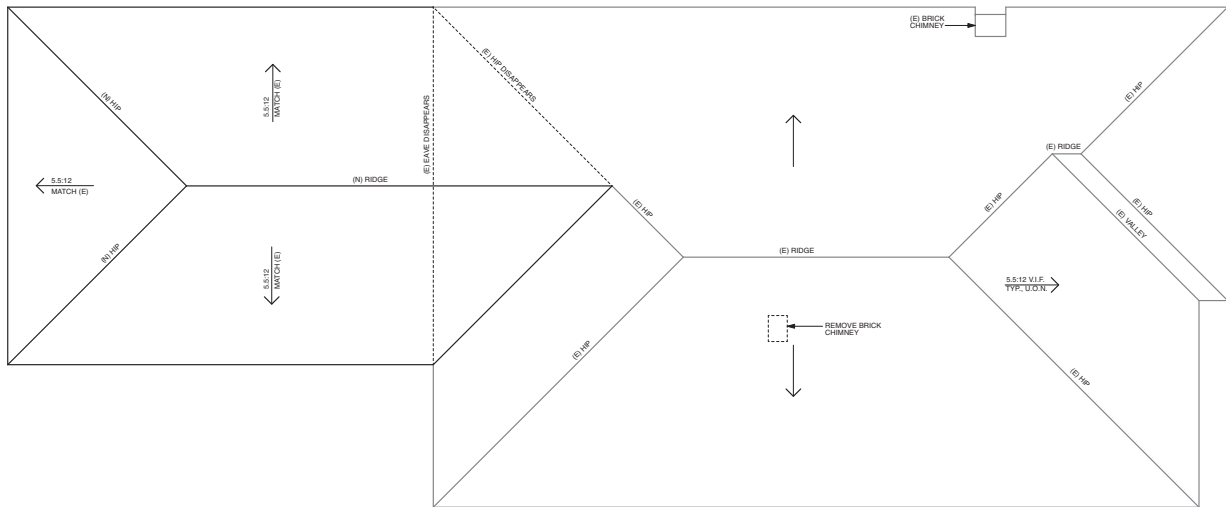 (E) BRICK
CHIMNEY
(E) HIP DISAPPEARS
(N) HIP
5.5:12
MATCH (E)
(E) EAVE DISAPPEARS
(E) HIP
(E) RIDGE
5.5:12
MATCH (E)
(N) RIDGE
(E) HIP
(E) HIP
(E) HIP
(E) VALLEY
(N) HIP
5.5:12
MATCH (E)
(E) RIDGE
5.5:12 V.I.F.
TYP., U.O.N.
REMOVE BRICK
CHIMNEY
(E) HIP
(E) HIP